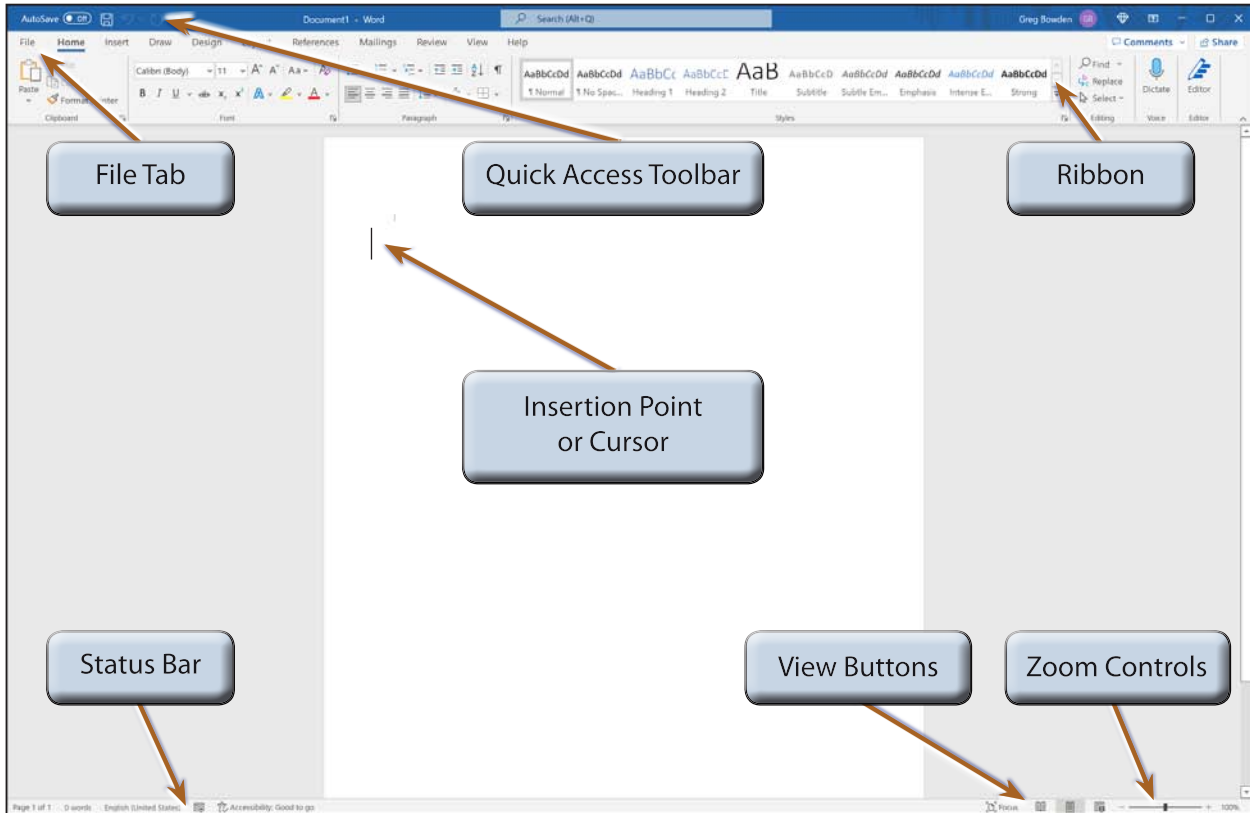 AutoSave Off Document1 - Word Search (Alt+Q) Greg Bowden GB
File Home Insert Draw Design References Mailings Review View Help Comments Share
Calibri (Body) 11 Aa Find
AaBbCcDd AaBbCcDd AaBbCc AaBbCcC AaB AaBbCcD AaBbCcDd AaBbCcDd AaBbCcDd AaBbCcDd Replace
Paste B I U ab x x A A ¶ Normal ¶ No Spac... Heading 1 Heading 2 Title Subtitle Subtle Em... Emphasis Intense E... Strong Select Dictate Editor
Clipboard Font Paragraph Styles Editing Voice Editor
File Tab
Quick Access Toolbar
Ribbon
Insertion Point
or Cursor
Status Bar
View Buttons
Zoom Controls
Page 1 of 1 0 words English (United States) Accessibility: Good to go Focus 100%